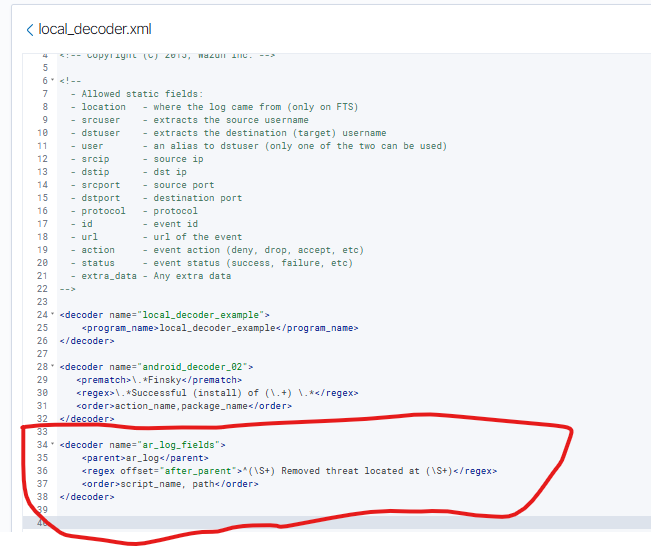 local_decoder.xml
4 <!-- Copyright (C) 2015, Wazuh Inc. -->
5
6 <!--
7 - Allowed static fields:
8 - location - where the log came from (only on FTS)
9 - srcuser - extracts the source username
10 - dstuser - extracts the destination (target) username
11 - user - an alias to dstuser (only one of the two can be used)
12 - srcip - source ip
13 - dstip - dst ip
14 - srcport - source port
15 - dstport - destination port
16 - protocol - protocol
17 - id - event id
18 - url - url of the event
19 - action - event action (deny, drop, accept, etc)
20 - status - event status (success, failure, etc)
21 - extra_data - Any extra data
22 -->
23
24 <decoder name="local_decoder_example">
25 <program_name>local_decoder_example</program_name>
26 </decoder>
27
28 <decoder name="android_decoder_02">
29 <prematch>\.*Finsky</prematch>
30 <regex>\.*Successful (install) of (\.+) \.*</regex>
31 <order>action_name,package_name</order>
32 </decoder>
33
34 <decoder name="ar_log_fields">
35 <parent>ar_log</parent>
36 <regex offset="after_parent">^(\S+) Removed threat located at (\S+)</regex>
37 <order>script_name, path</order>
38 </decoder>
39
40